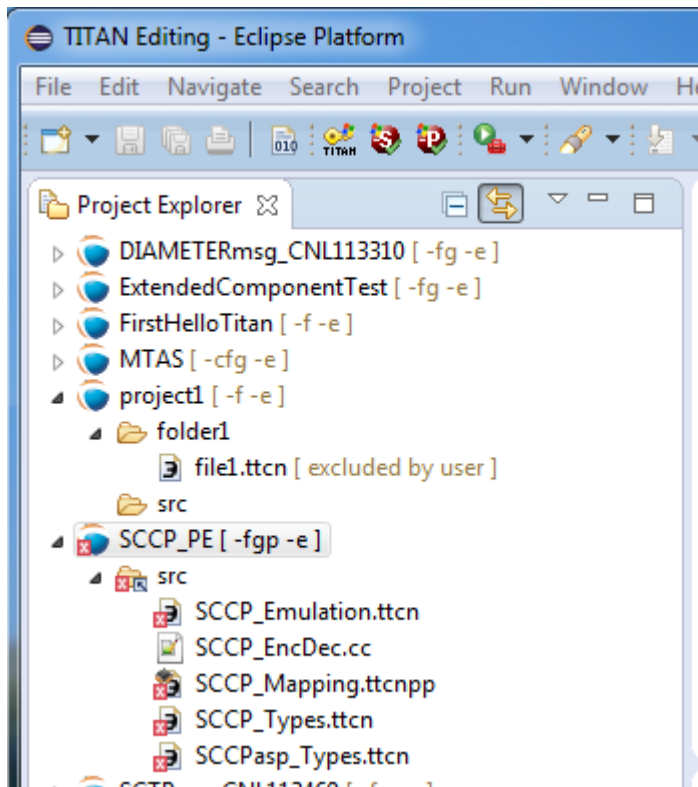 TITAN Editing - Eclipse Platform
File Edit Navigate Search Project Run Window
010 TITAN S P
Project Explorer
DIAMETERmsg_CNL113310 [ -fg -e ]
ExtendedComponentTest [ -fg -e ]
FirstHelloTitan [ -f -e ]
MTAS [ -cfg -e ]
project1 [ -f -e ]
folder1
file1.ttcn [ excluded by user ]
src
SCCP_PE [ -fgp -e ]
src
SCCP_Emulation.ttcn
SCCP_EncDec.cc
SCCP_Mapping.ttcnpp
SCCP_Types.ttcn
SCCPasp_Types.ttcn